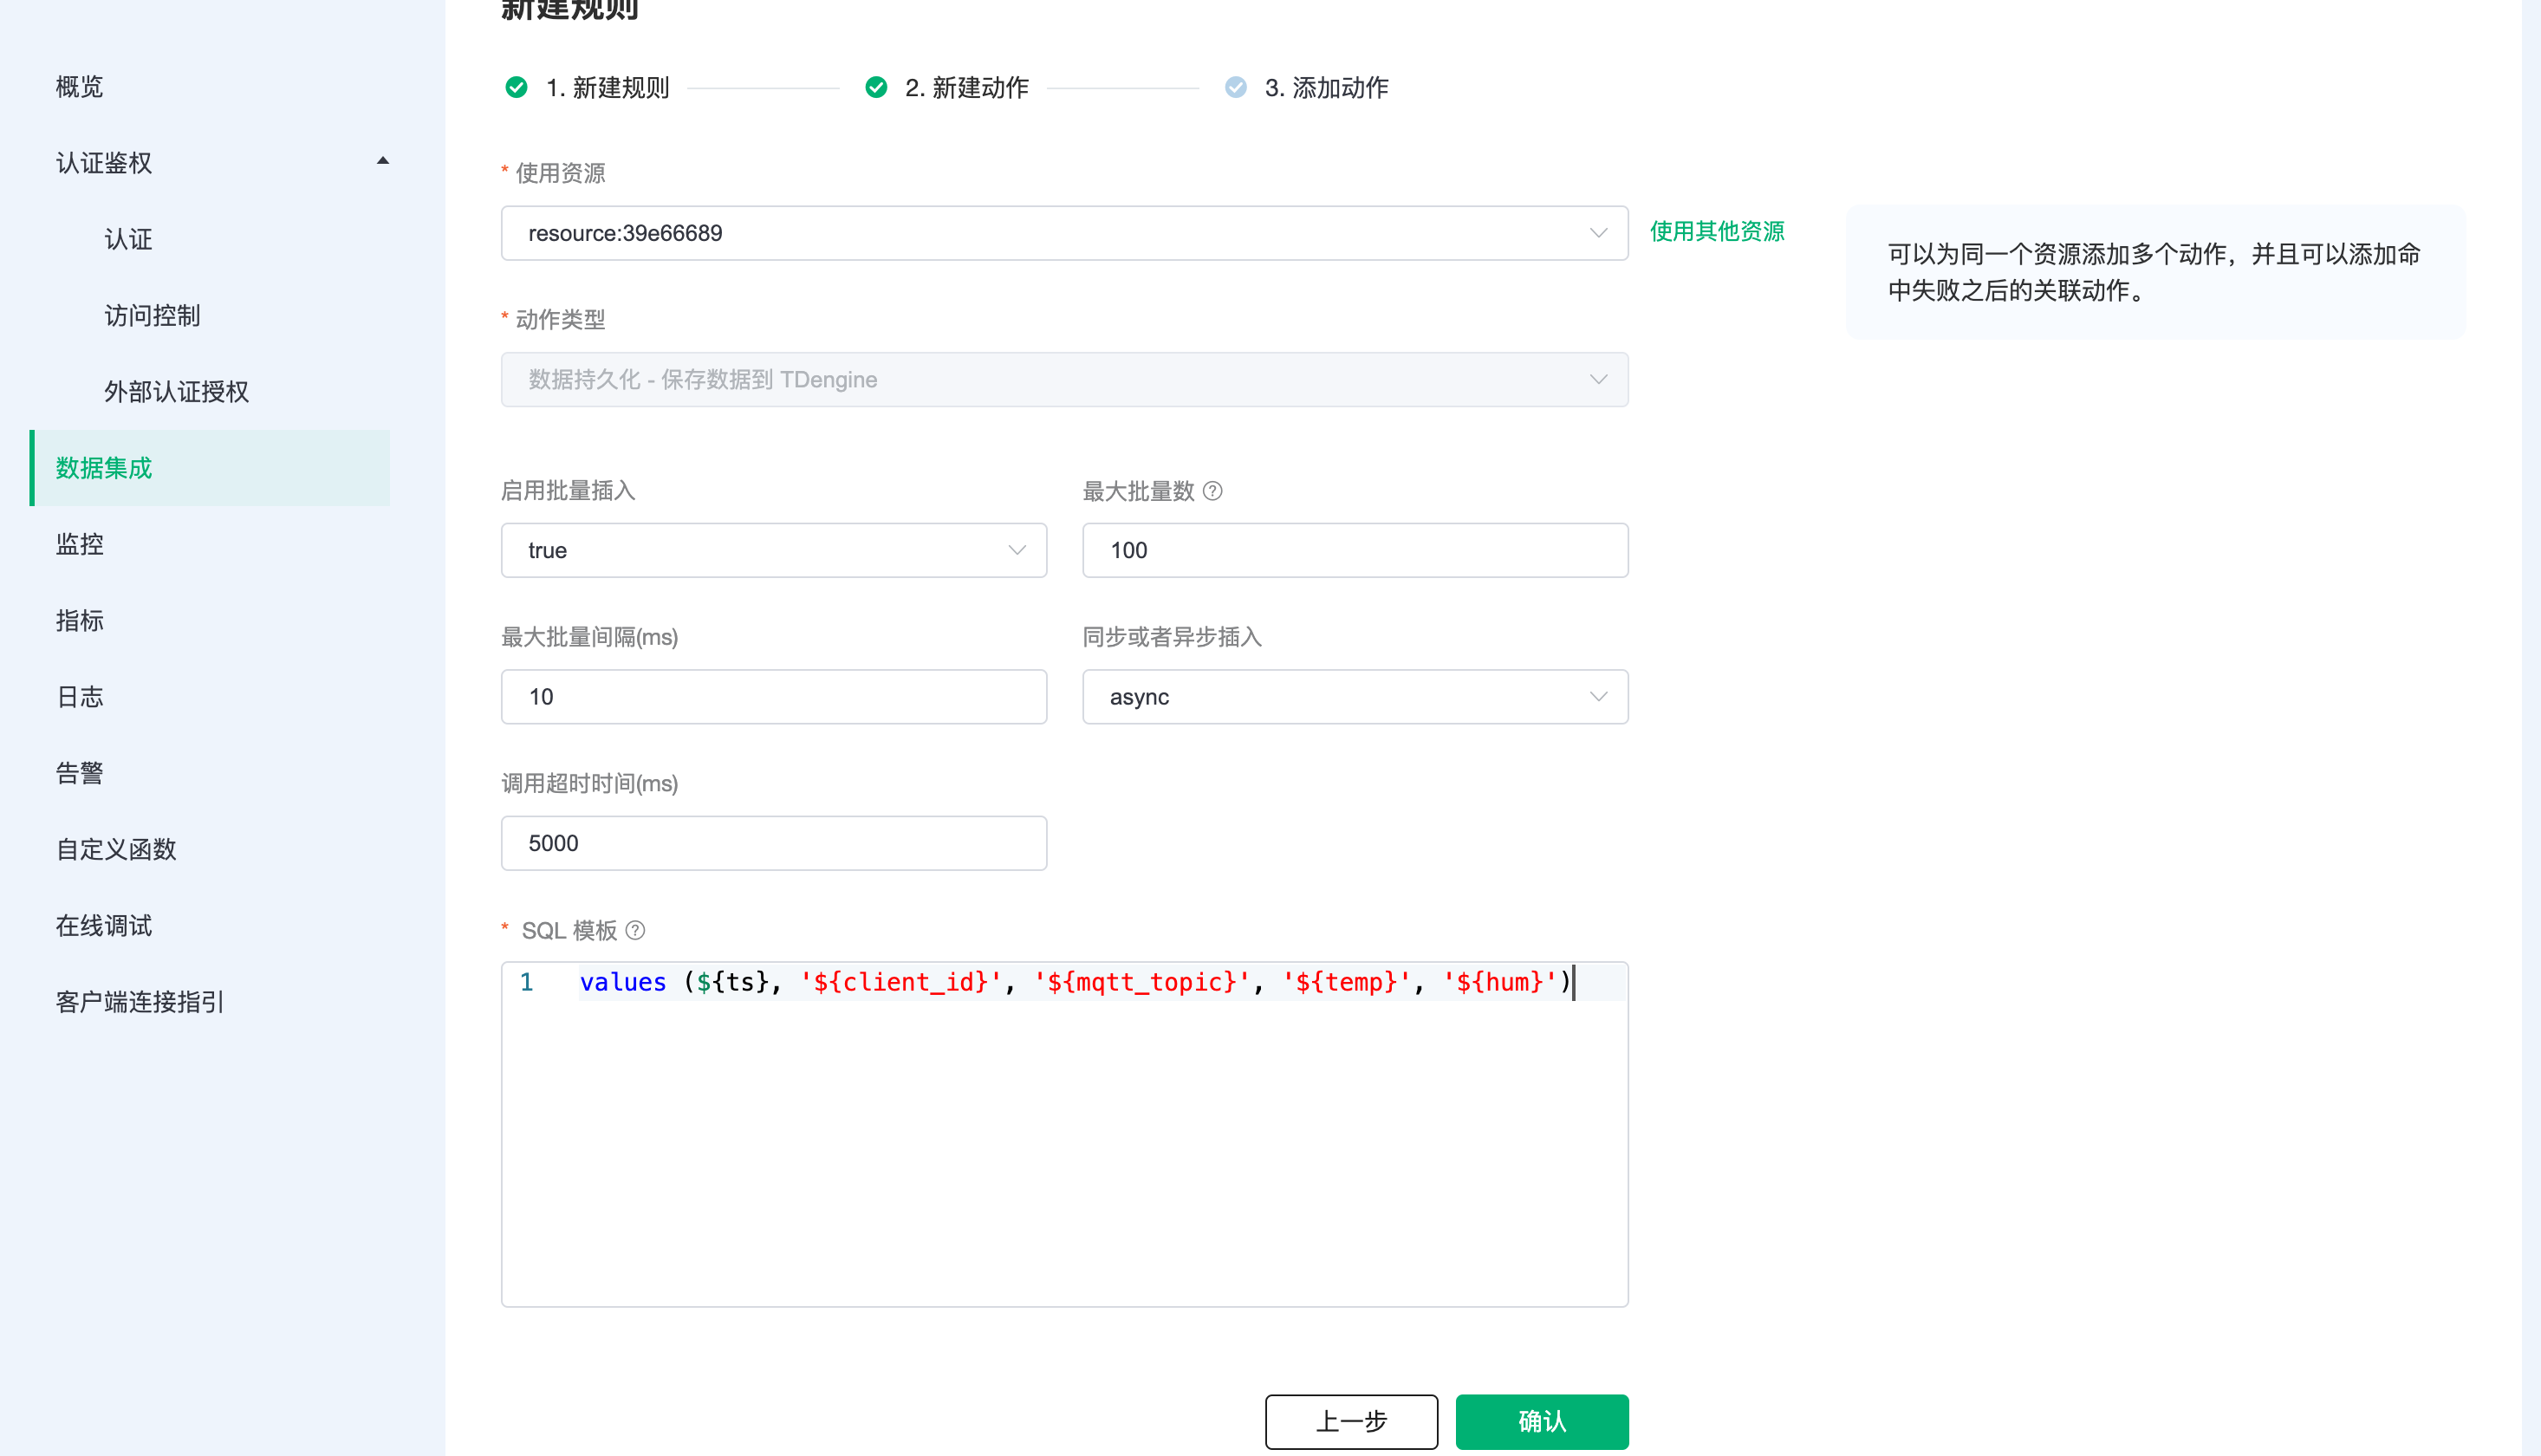 新建规则
概览
认证鉴权
认证
访问控制
外部认证授权
数据集成
监控
指标
日志
告警
自定义函数
在线调试
客户端连接指引
1. 新建规则
2. 新建动作
3. 添加动作
* 使用资源
resource:39e66689
使用其他资源
可以为同一个资源添加多个动作，并且可以添加命
中失败之后的关联动作。
* 动作类型
数据持久化 - 保存数据到 TDengine
启用批量插入
最大批量数 ?
true
100
最大批量间隔(ms)
同步或者异步插入
10
async
调用超时时间(ms)
5000
* SQL 模板 ?
1 values (${ts}, '${client_id}', '${mqtt_topic}', '${temp}', '${hum}')
上一步
确认